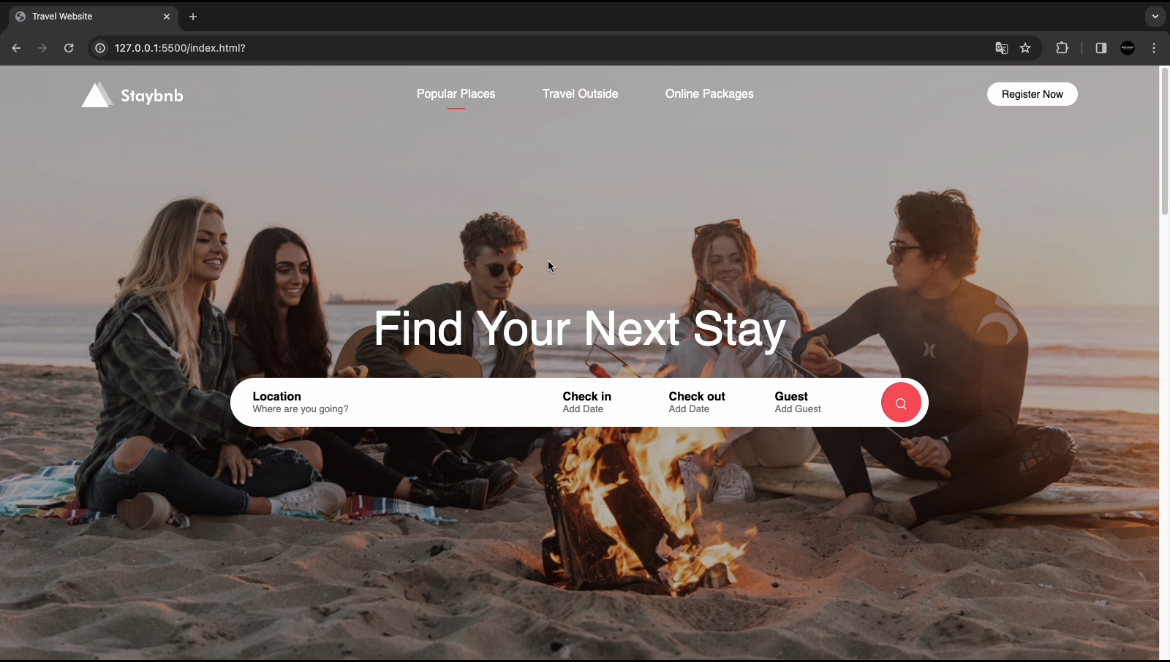 Travel Website
127.0.0.1:5500/index.html?
Staybnb
Popular Places
Travel Outside
Online Packages
Register Now
Find Your Next Stay
Location
Where are you going?
Check in
Add Date
Check out
Add Date
Guest
Add Guest